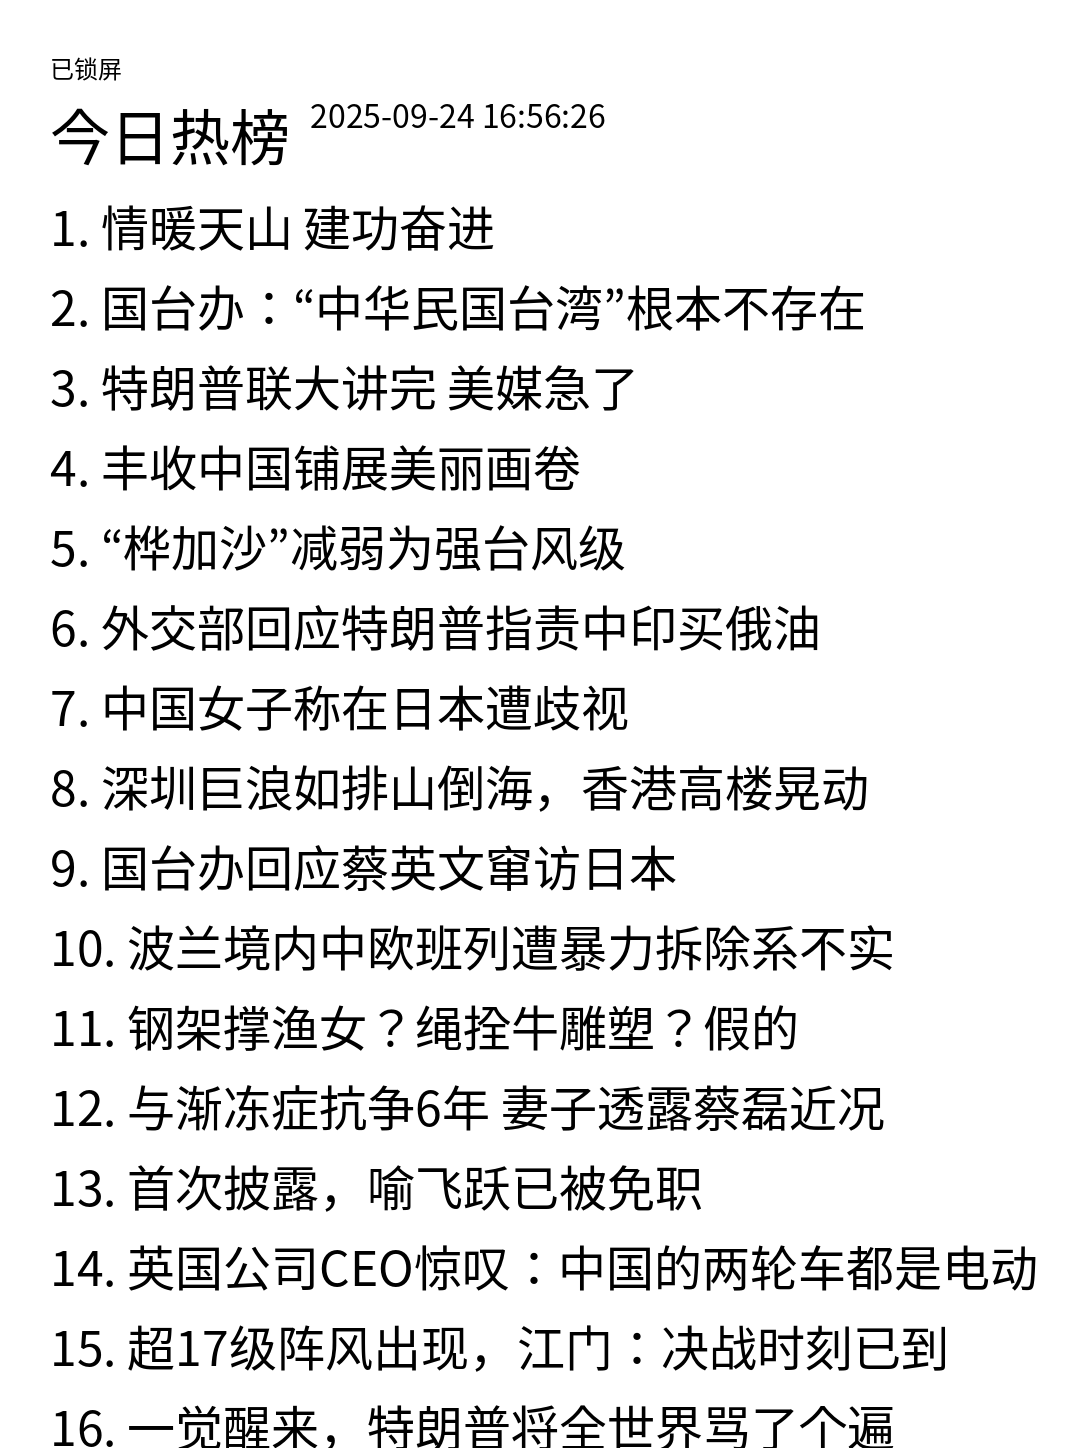 已锁屏
今日热榜 2025-09-24 16:56:26
1. 情暖天山 建功奋进
2. 国台办：“中华民国台湾”根本不存在
3. 特朗普联大讲完 美媒急了
4. 丰收中国铺展美丽画卷
5. “桦加沙”减弱为强台风级
6. 外交部回应特朗普指责中印买俄油
7. 中国女子称在日本遭歧视
8. 深圳巨浪如排山倒海，香港高楼晃动
9. 国台办回应蔡英文窜访日本
10. 波兰境内中欧班列遭暴力拆除系不实
11. 钢架撑渔女？绳拴牛雕塑？假的
12. 与渐冻症抗争6年 妻子透露蔡磊近况
13. 首次披露，喻飞跃已被免职
14. 英国公司CEO惊叹：中国的两轮车都是电动
15. 超17级阵风出现，江门：决战时刻已到
16. 一觉醒来，特朗普将全世界骂了个遍